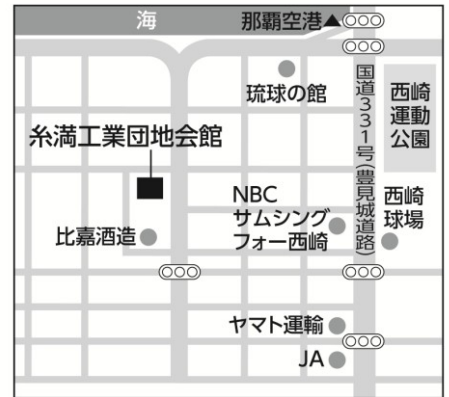 海
那覇空港▲
琉球の館
国道331号(豊見城道路)
西崎
運動
公園
糸満工業団地会館
NBC
サムシング
フォー西崎
西崎
球場
比嘉酒造
ヤマト運輸
JA